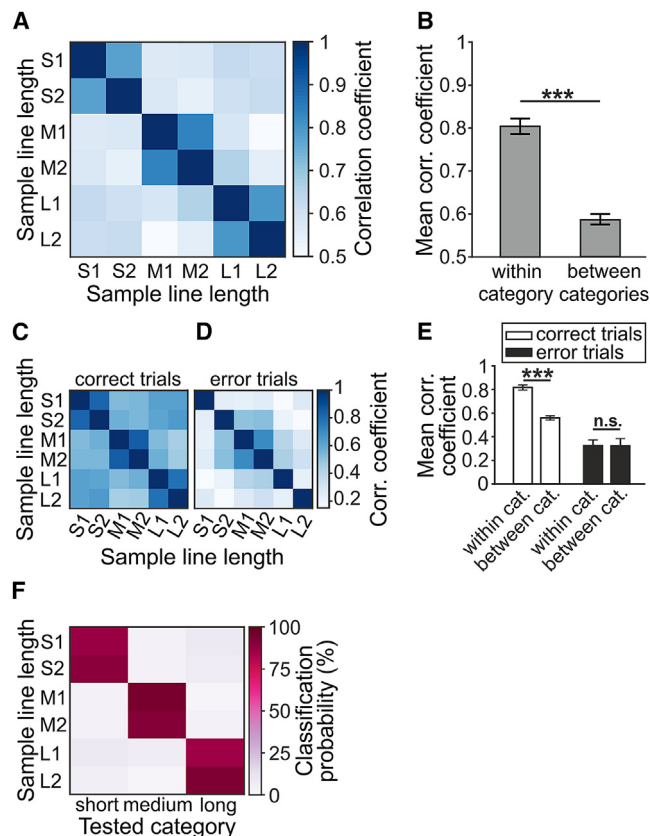 A
Sample line length
S1
S2
M1
M2
L1
L2
S1 S2 M1 M2 L1 L2
Sample line length
1
0.9
0.8
0.7
0.6
0.5
Correlation coefficient
B
Mean corr. coefficient
1
0.9
0.8
0.6
0.5
***
within
category
between
categories
C
correct trials
Sample line length
S1
S2
M1
M2
L1
L2
S1 S2 M1 M2 L1 L2
D
error trials
S1 S2 M1 M2 L1 L2
Sample line length
1
0.8
0.6
0.4
0.2
Corr. coefficient
E
correct trials
error trials
Mean corr.
coefficient
1
0.8
0.6
0.4
0.2
0
***
n.s.
within cat.
between cat.
within cat.
between cat.
F
Sample line length
S1
S2
M1
M2
L1
L2
short medium long
Tested category
100
75
50
25
0
Classification
probability (%)